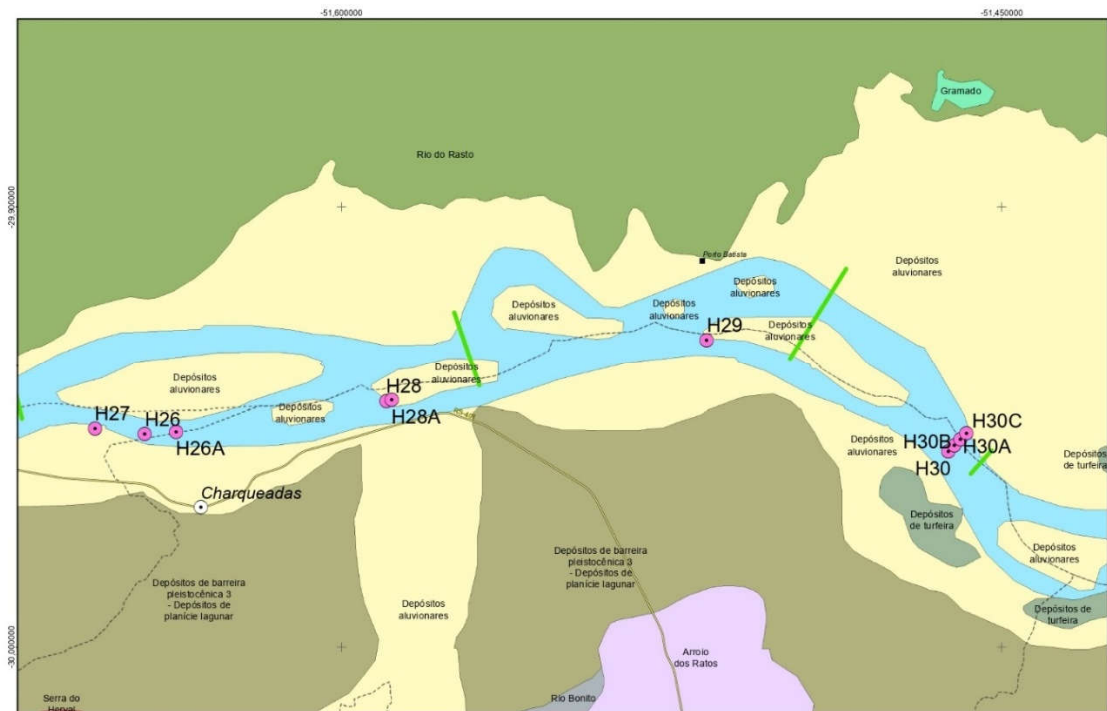 -51,600000
-51,450000
Gramado
Rio do Rasto
-29,900000
Porto Batista
Depósitos
aluvionares
Depósitos
aluvionares
Depósitos
aluvionares
Depósitos
aluvionares
H29
Depósitos
aluvionares
Depósitos
aluvionares
Depósitos
aluvionares
H28
H28A
H27
H26
H26A
Depósitos
aluvionares
H30C
H30B
H30A
H30
Depósitos
aluvionares
Depósitos
de turfeira
Charqueadas
Depósitos
de turfeira
Depósitos
aluvionares
Depósitos de barreira
pleistocênica 3
- Depósitos de
planície lagunar
Depósitos de barreira
pleistocênica 3
- Depósitos de
planície lagunar
Depósitos
aluvionares
Depósitos de
turfeira
-30,000000
Arroio
dos Ratos
Serra do
Herval
Rio Bonito